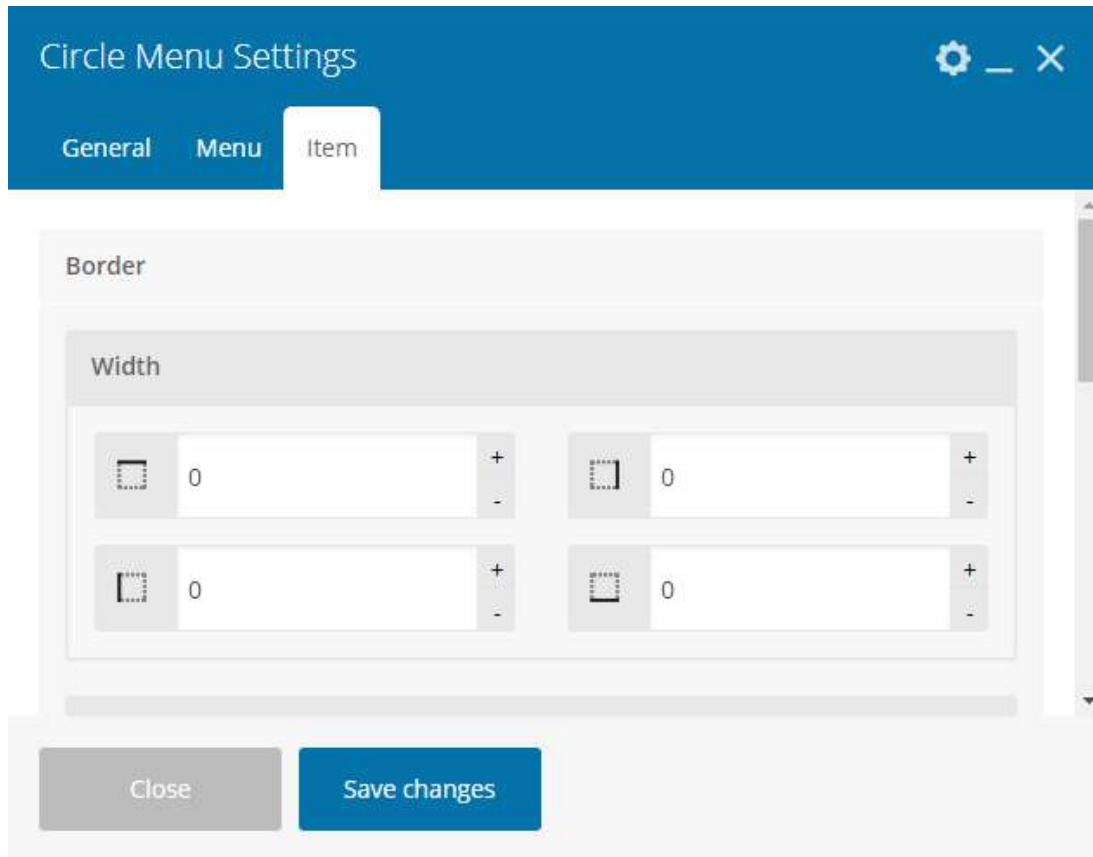 Circle Menu Settings
General Menu Item
Border
Width
0 + - 0 + -
0 + - 0 + -
Close Save changes